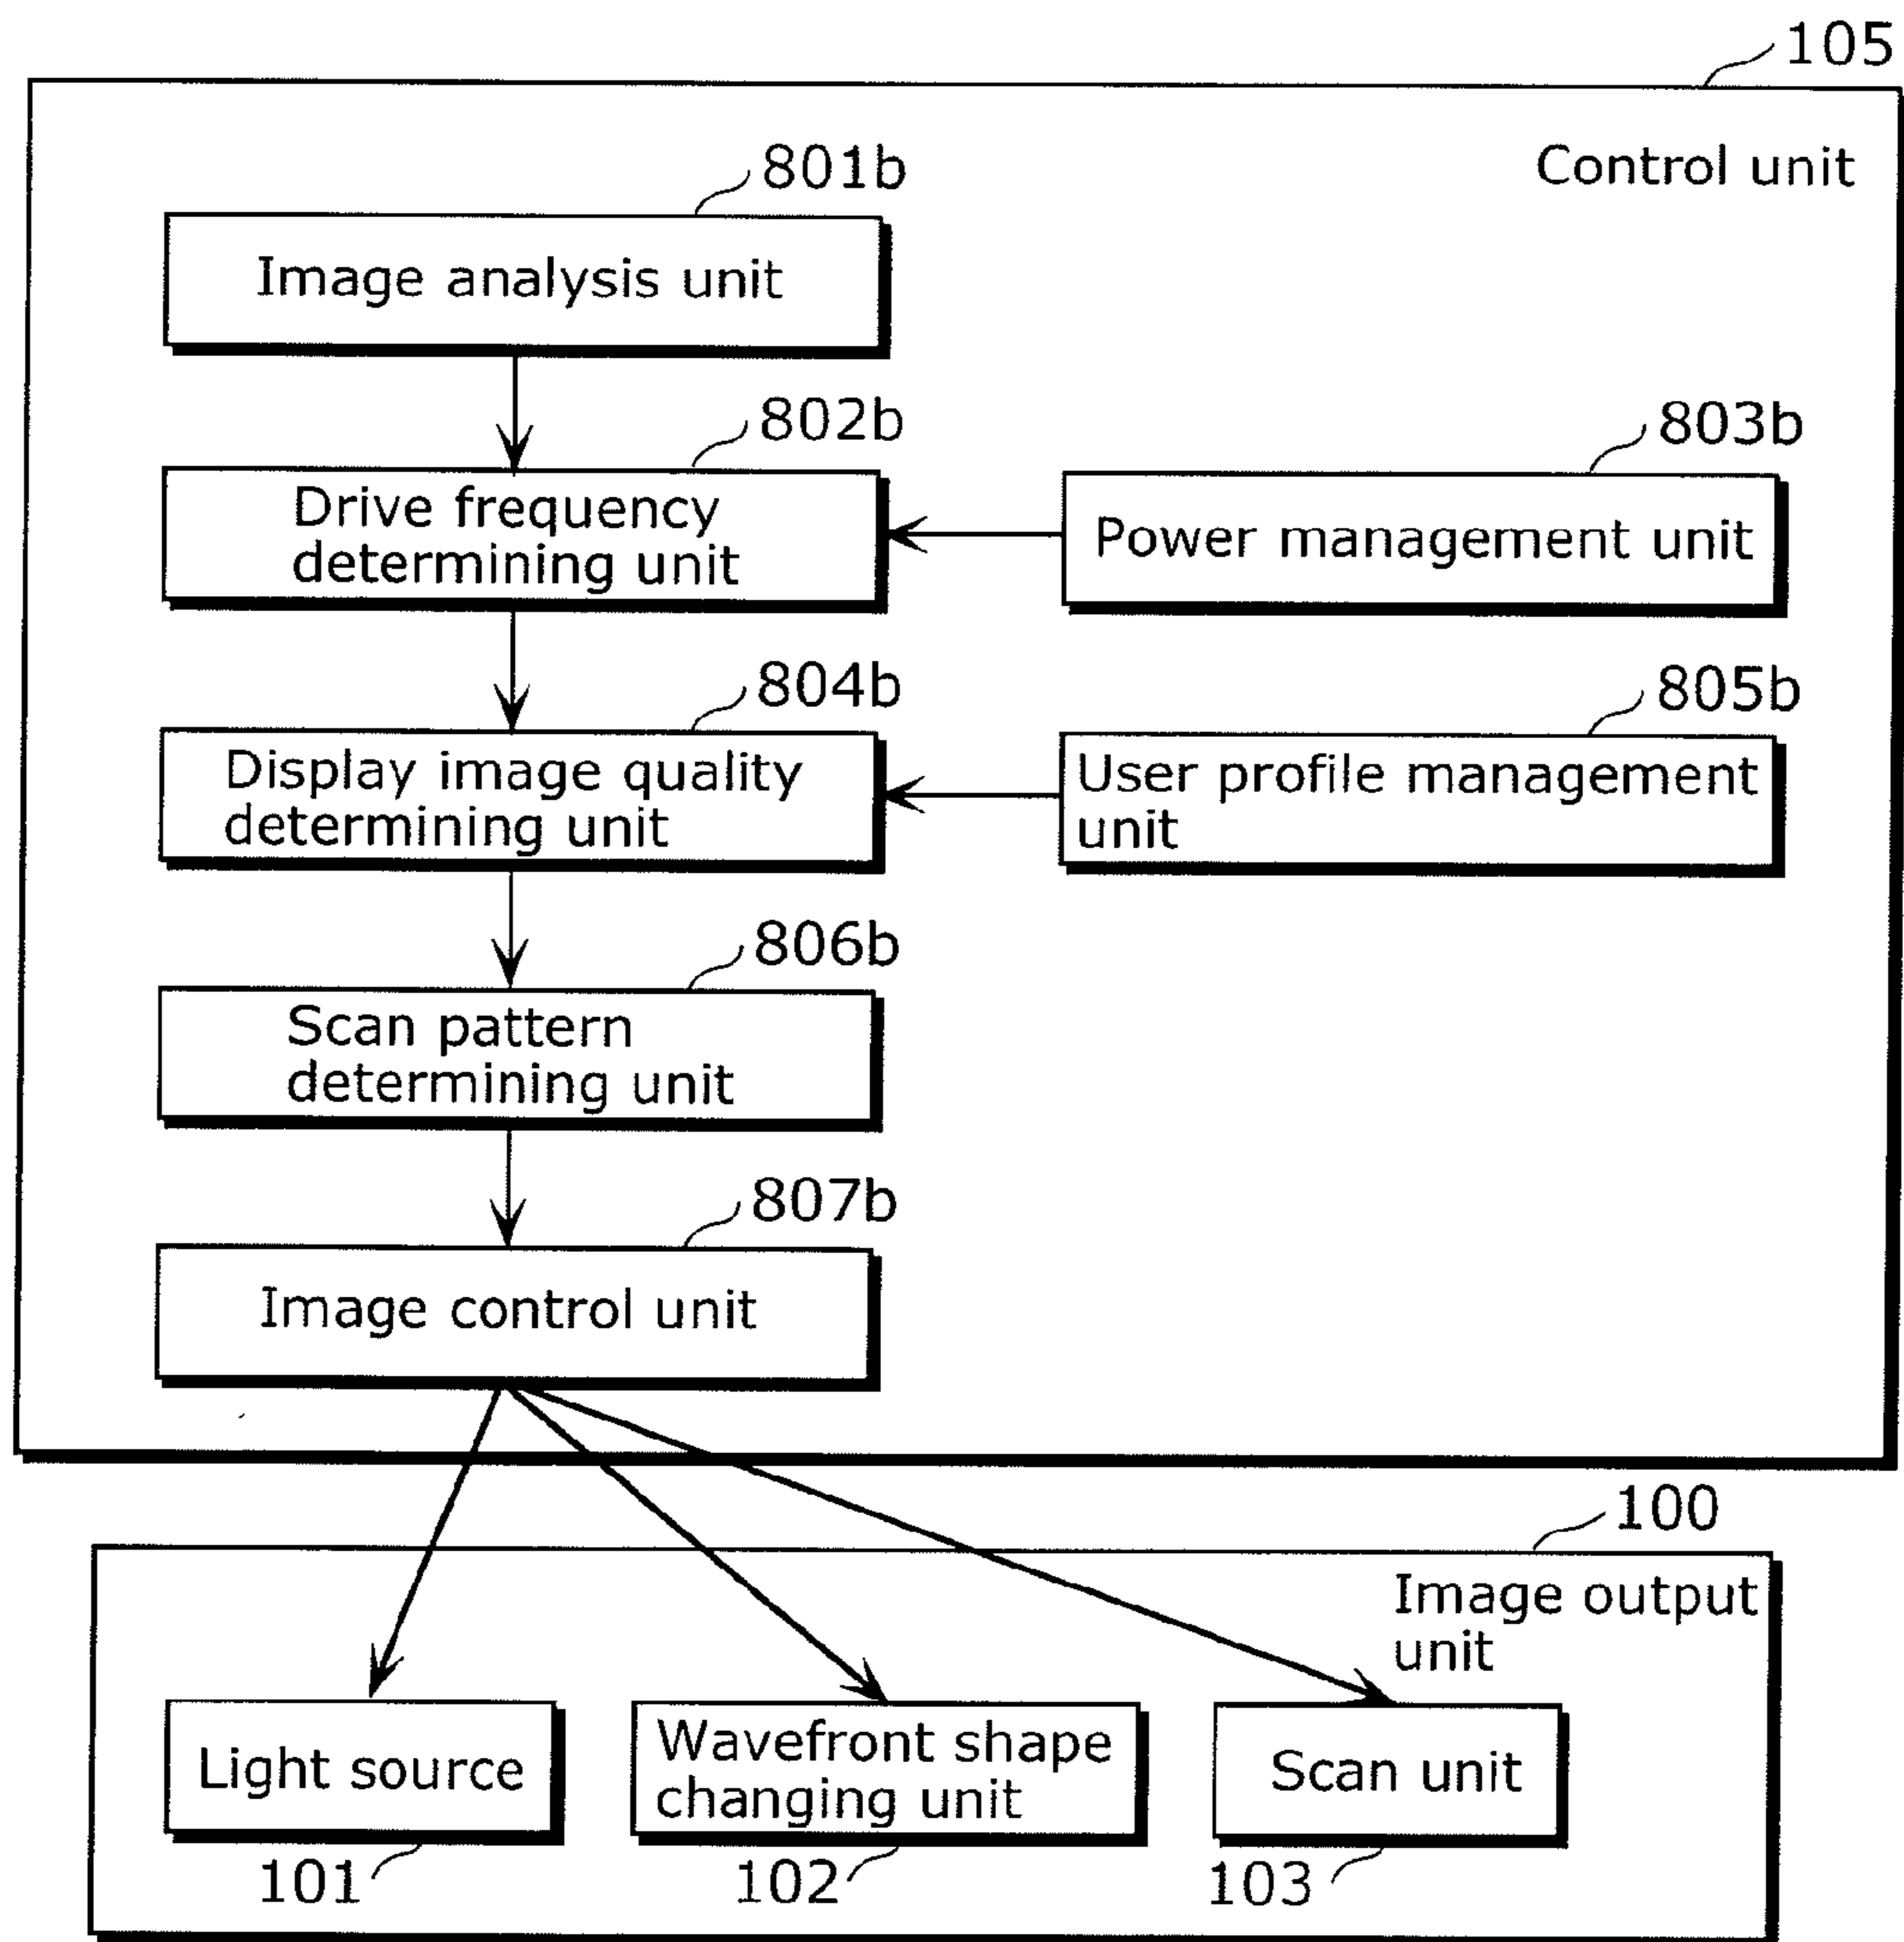 105
Control unit
801b
Image analysis unit
802b
803b
Drive frequency
determining unit
Power management unit
804b
805b
Display image quality
determining unit
User profile management
unit
806b
Scan pattern
determining unit
807b
Image control unit
100
Image output
unit
Light source
Wavefront shape
changing unit
Scan unit
101
102
103